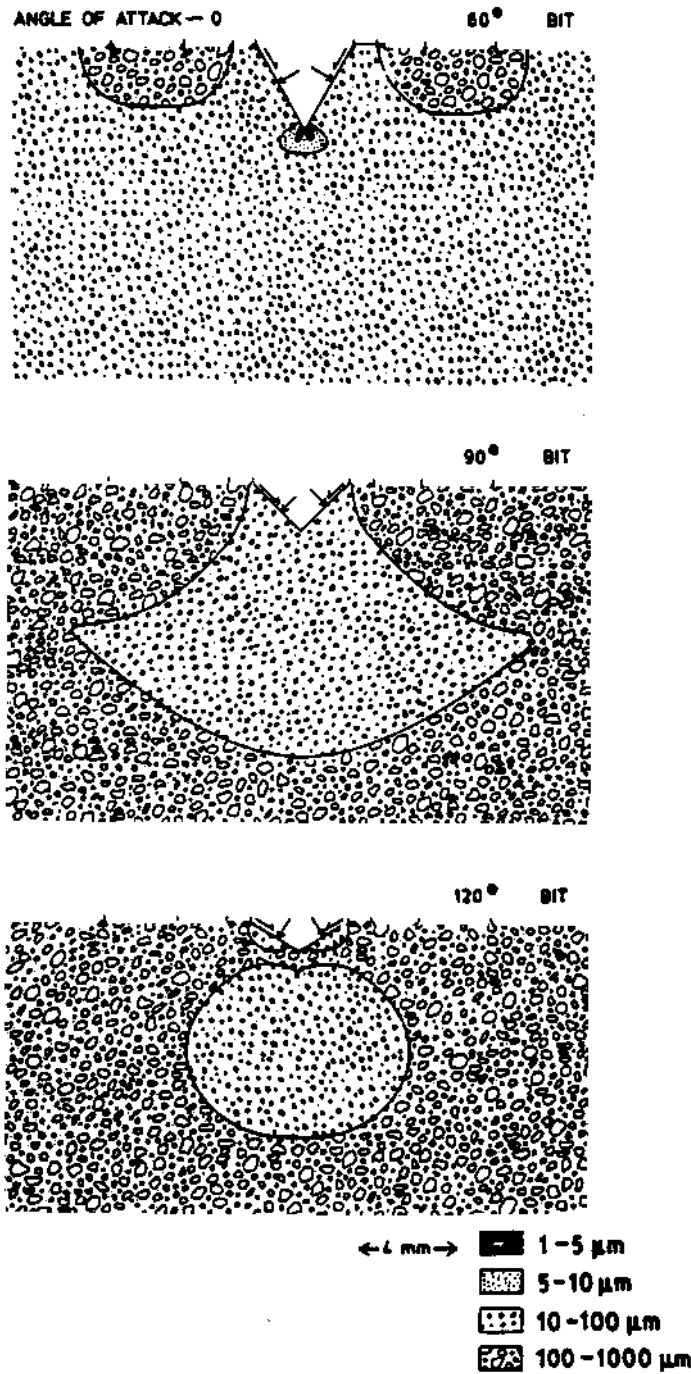 ANGLE OF ATTACK — 0 60° BIT
90° BIT
120° BIT
4 mm
1-5 μm
5-10 μm
10-100 μm
100-1000 μm